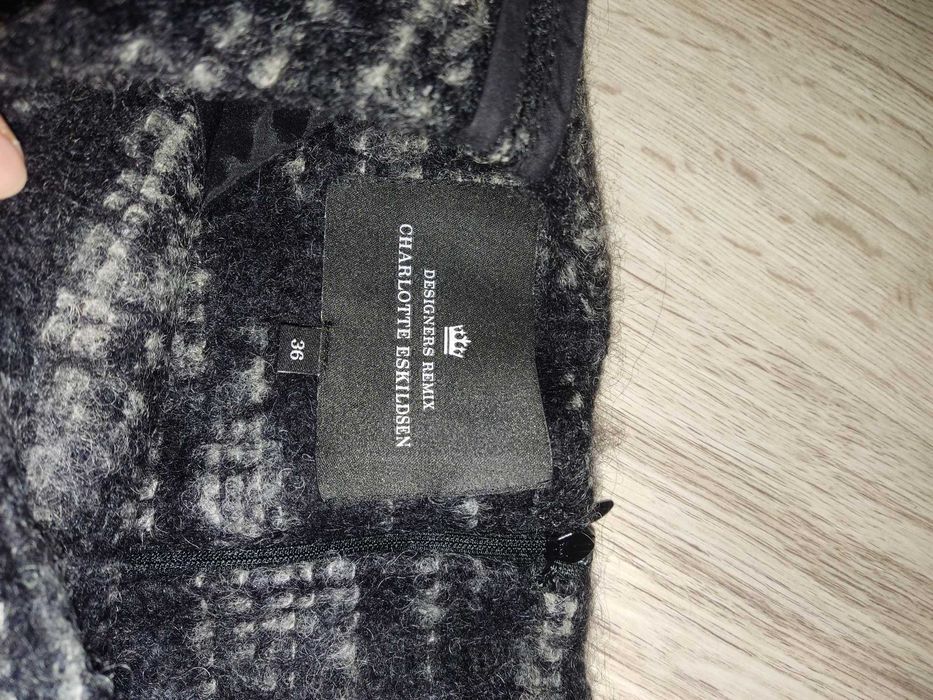 DESIGNERS REMIX
CHARLOTTE ESKILDSEN
36